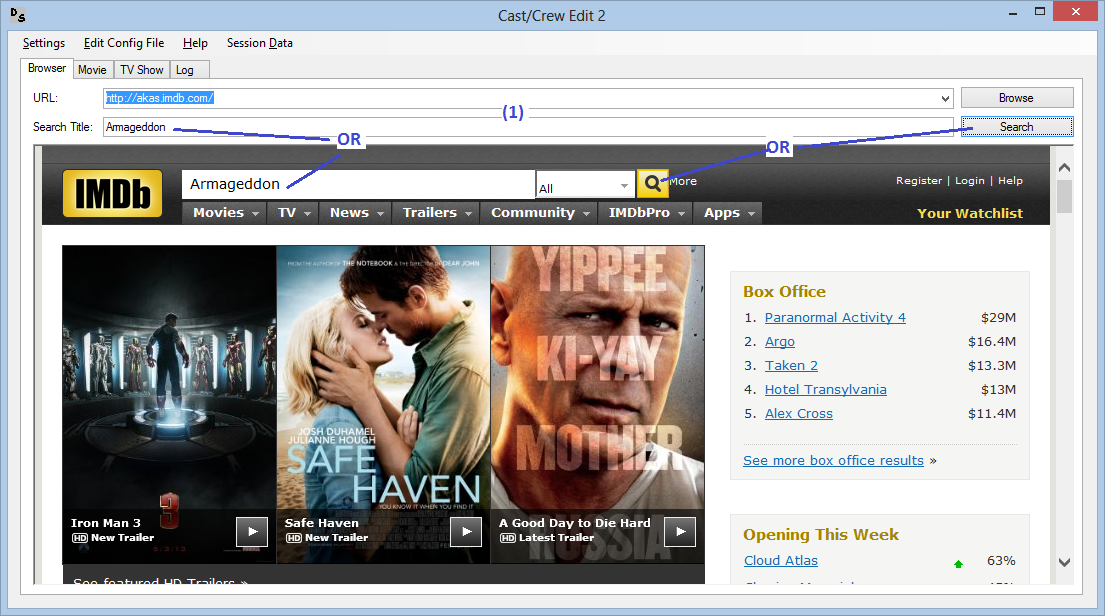 DS
Cast/Crew Edit 2
Settings Edit Config File Help Session Data
Browser Movie TV Show Log
URL: http://akas.imdb.com/ Browse
(1)
Search Title: Armageddon Search
OR OR
IMDb Armageddon All More Register | Login | Help
Movies TV News Trailers Community IMDbPro Apps Your Watchlist
FROM THE AUTHOR OF THE NOTEBOOK & THE DIRECTOR OF DEAR JOHN
JOSH DUHAMEL
JULIANNE HOUGH
SAFE
HAVEN
YOU KNOW IT WHEN YOU FIND IT
YIPPEE
KI-YAY
MOTHER
RUSSIA
3
5/3/13
Iron Man 3
HD New Trailer
Safe Haven
HD New Trailer
A Good Day to Die Hard
HD Latest Trailer
See featured HD Trailers »
Box Office
1. Paranormal Activity 4 $29M
2. Argo $16.4M
3. Taken 2 $13.3M
4. Hotel Transylvania $13M
5. Alex Cross $11.4M
See more box office results »
Opening This Week
Cloud Atlas 63%